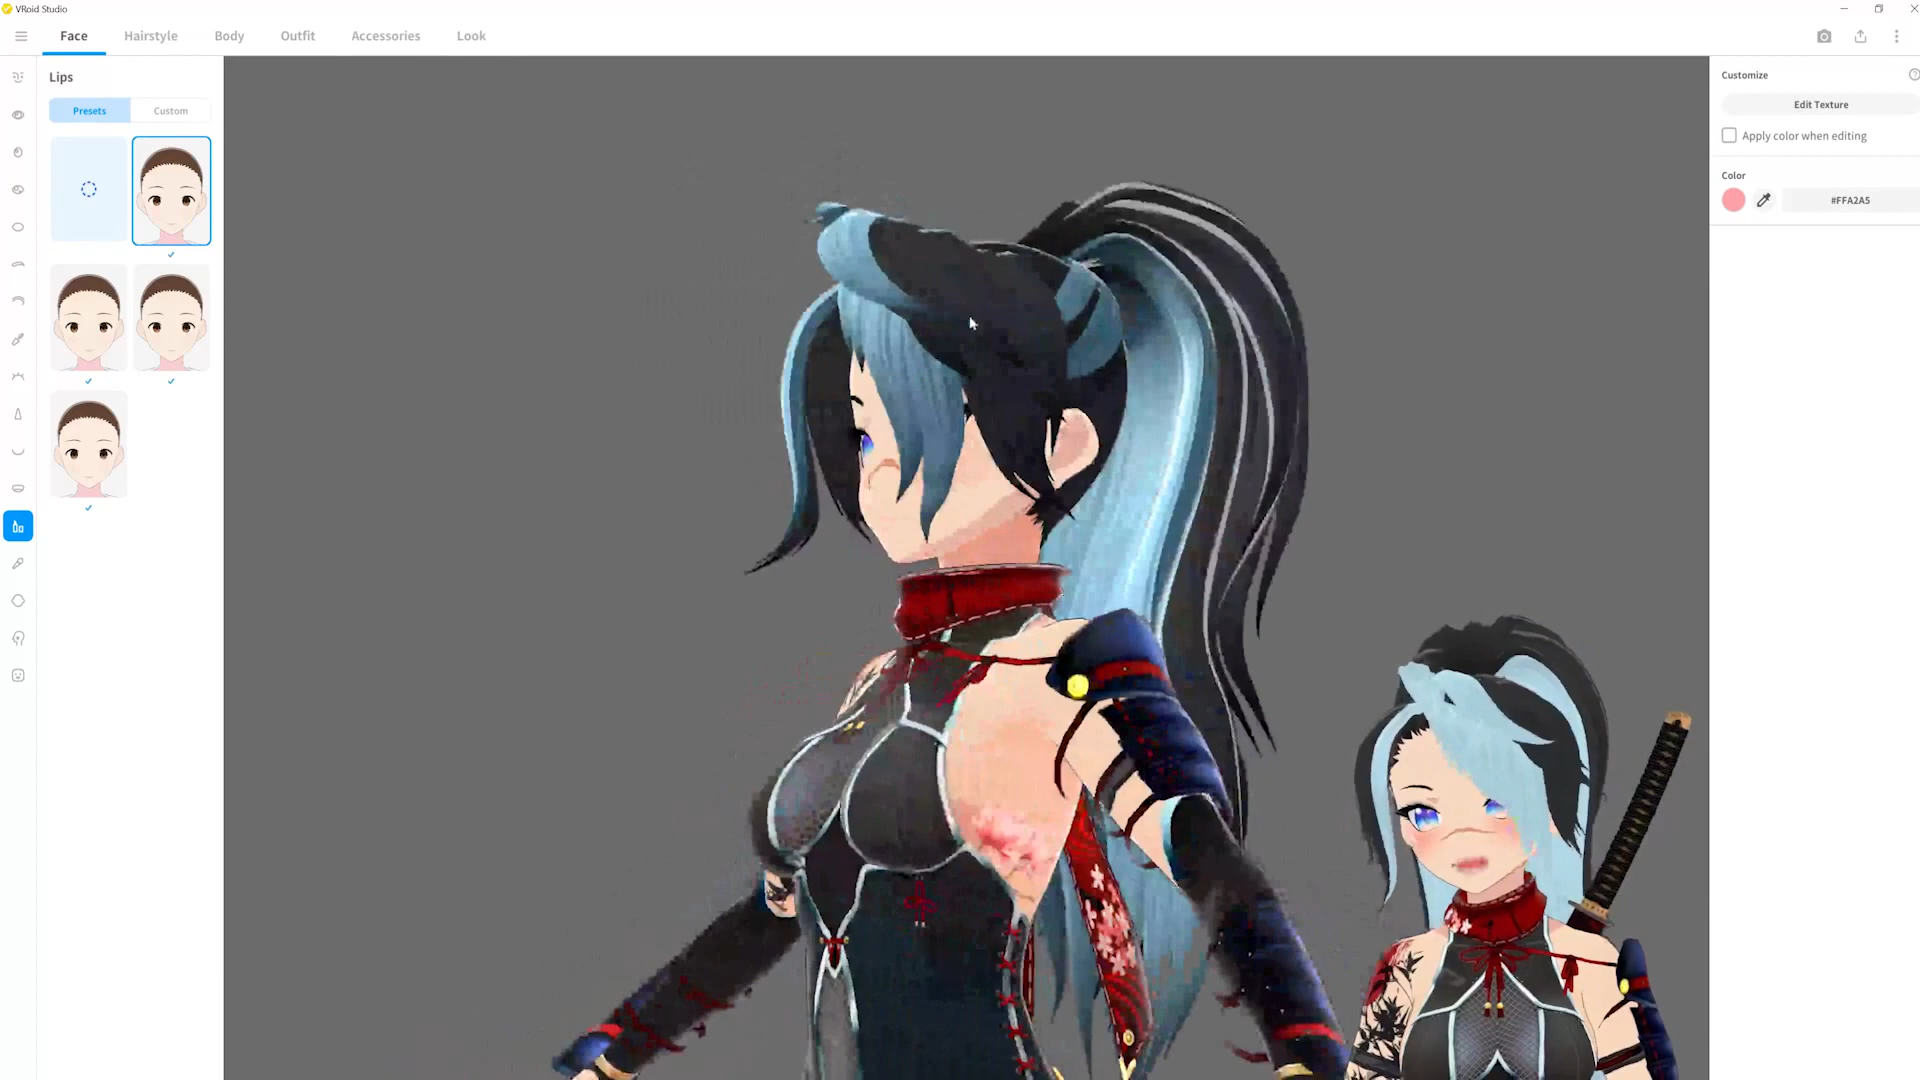 VRoid Studio
Face
Hairstyle
Body
Outfit
Accessories
Look
Lips
Presets
Custom
Customize
Edit Texture
Apply color when editing
Color
#FFA2A5